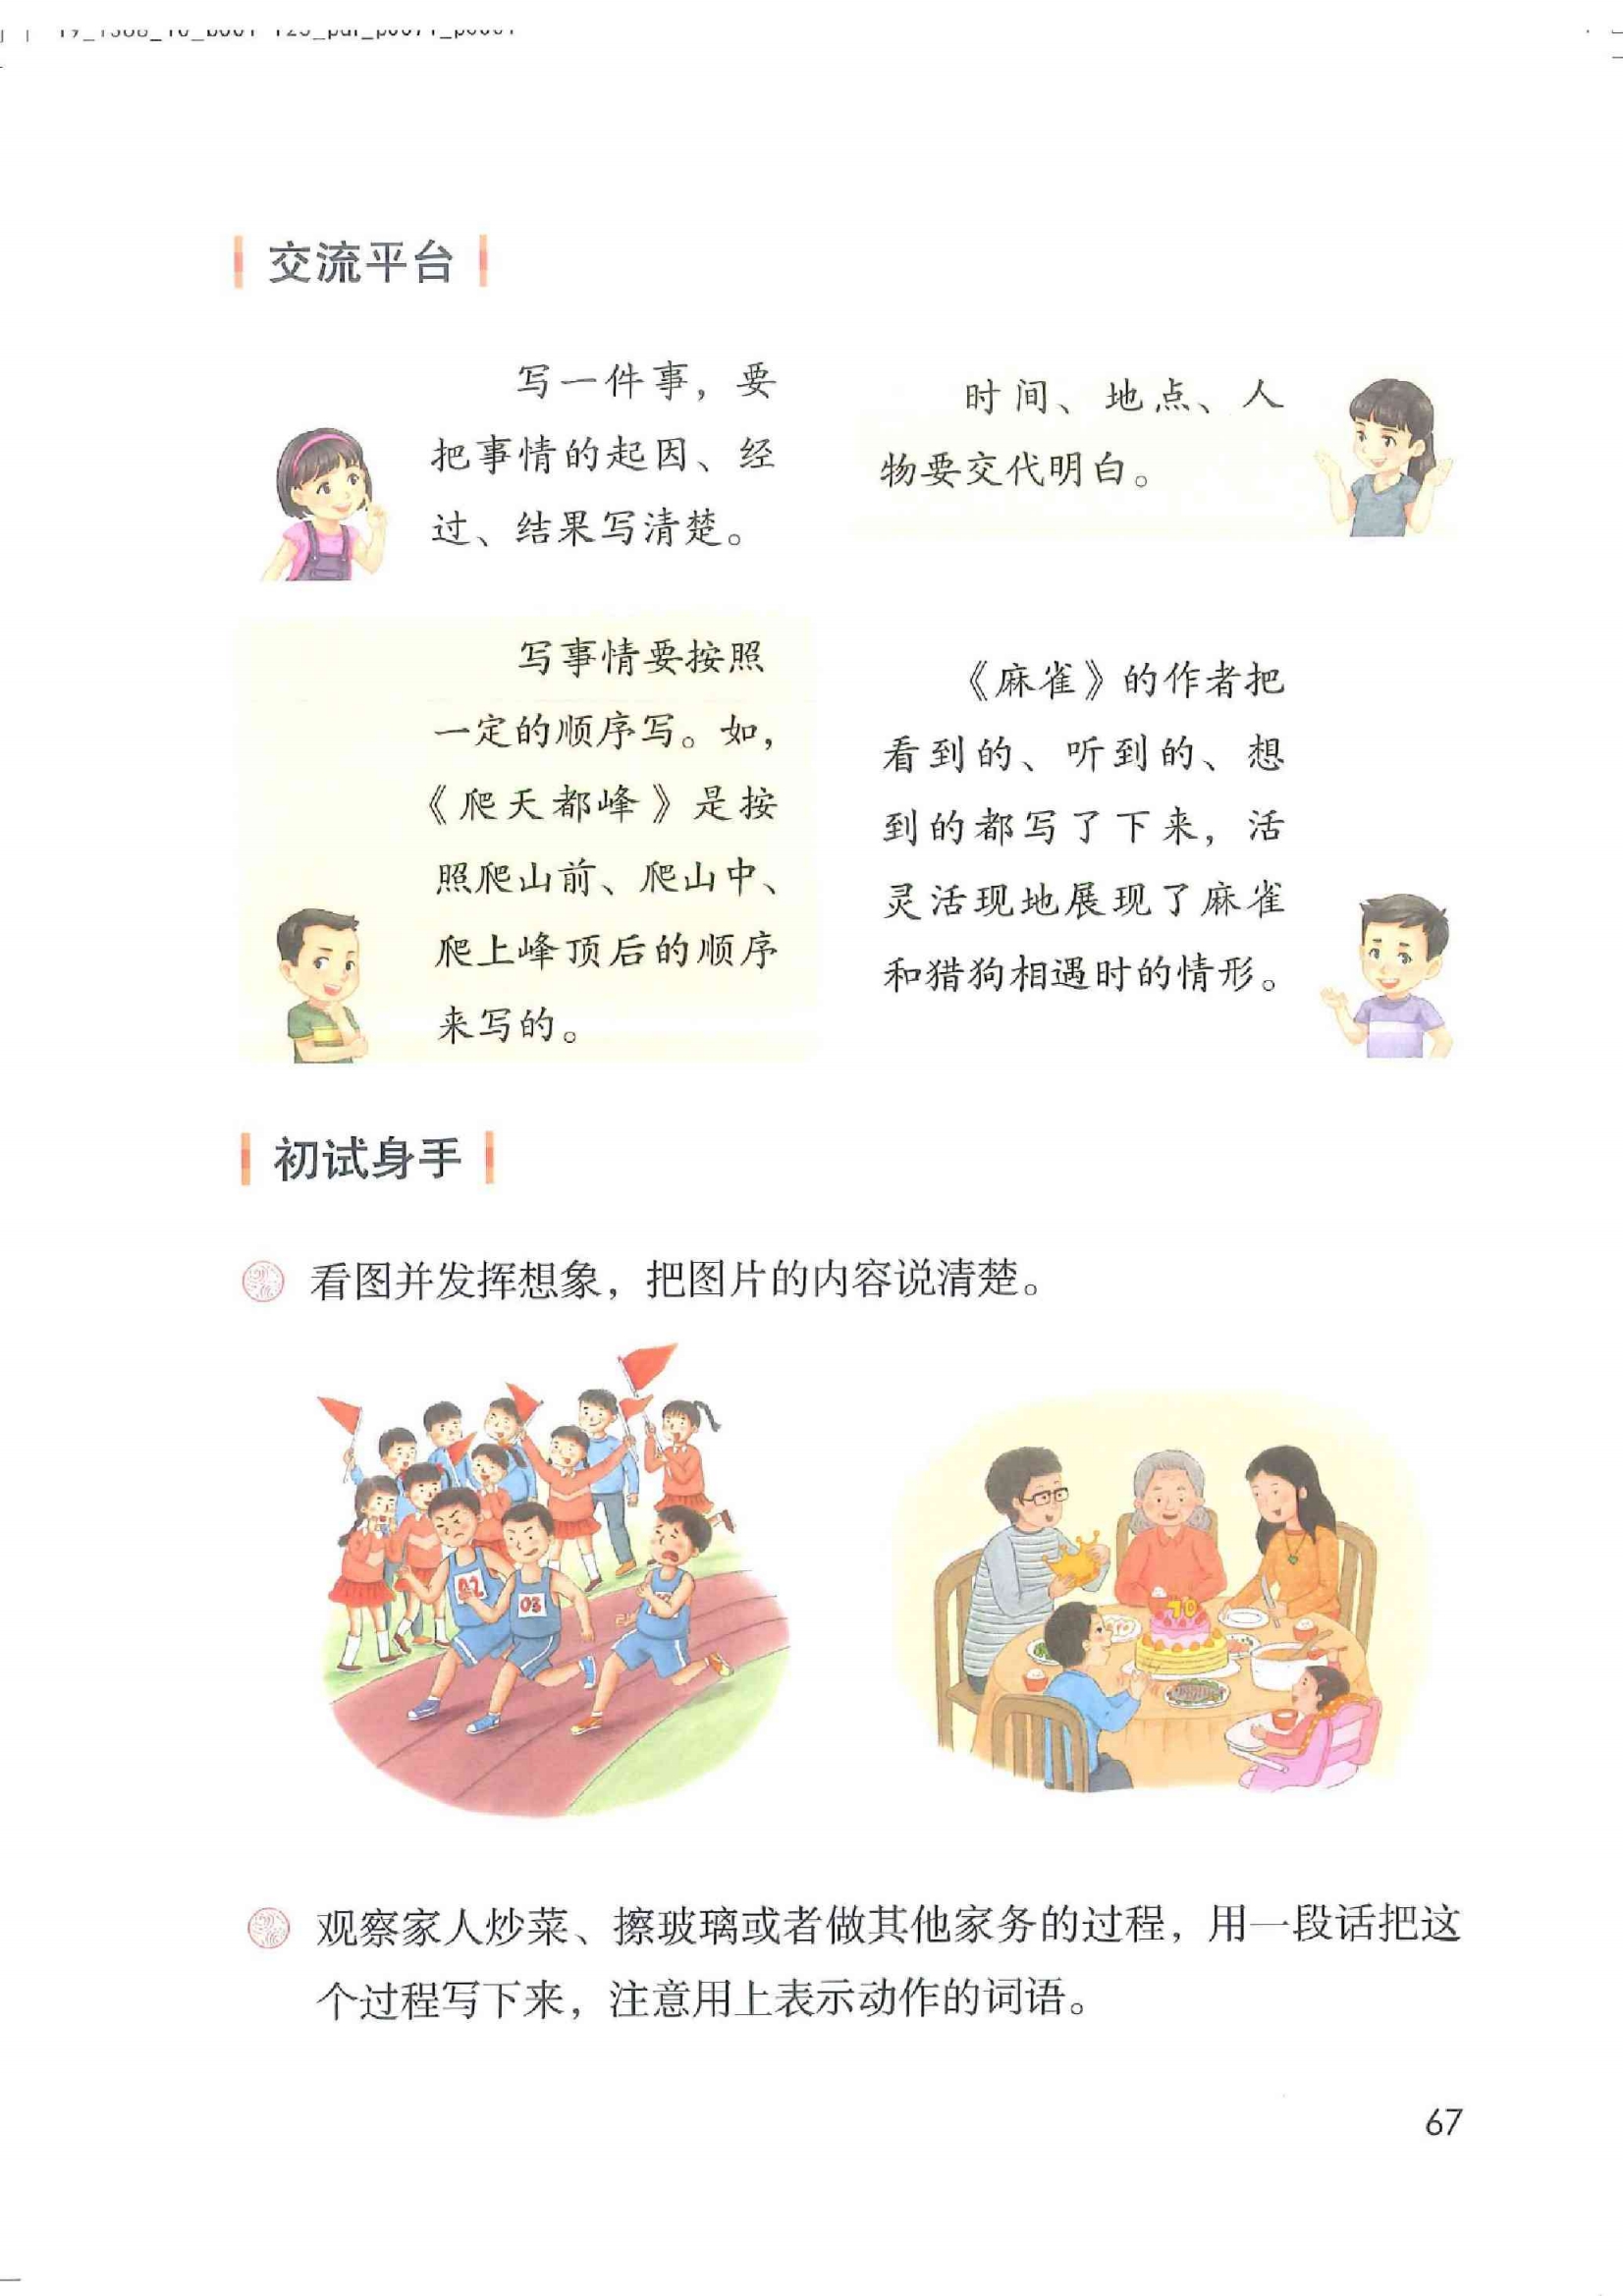 交流平台
写一件事，要
把事情的起因、经
过、结果写清楚。
时间、地点、人
物要交代明白。
写事情要按照
一定的顺序写。如，
《爬天都峰》是按
照爬山前、爬山中、
爬上峰顶后的顺序
来写的。
《麻雀》的作者把
看到的、听到的、想
到的都写了下来，活
灵活现地展现了麻雀
和猎狗相遇时的情形。
初试身手
看图并发挥想象，把图片的内容说清楚。
03
70
观察家人炒菜、擦玻璃或者做其他家务的过程，用一段话把这
个过程写下来，注意用上表示动作的词语。
67